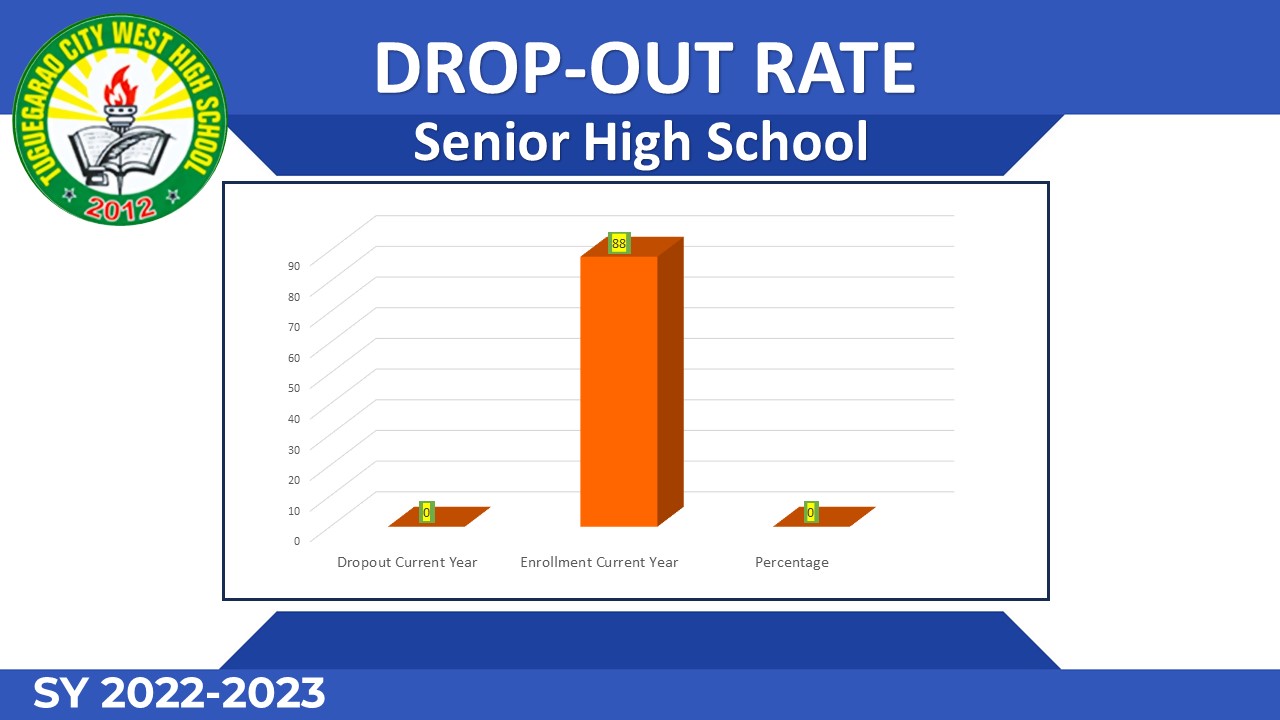 TUGUEGARAO CITY WEST HIGH SCHOOL
2012
DROP-OUT RATE
Senior High School
90
80
70
60
50
40
30
20
10
0
88
0
0
Dropout Current Year
Enrollment Current Year
Percentage
SY 2022-2023